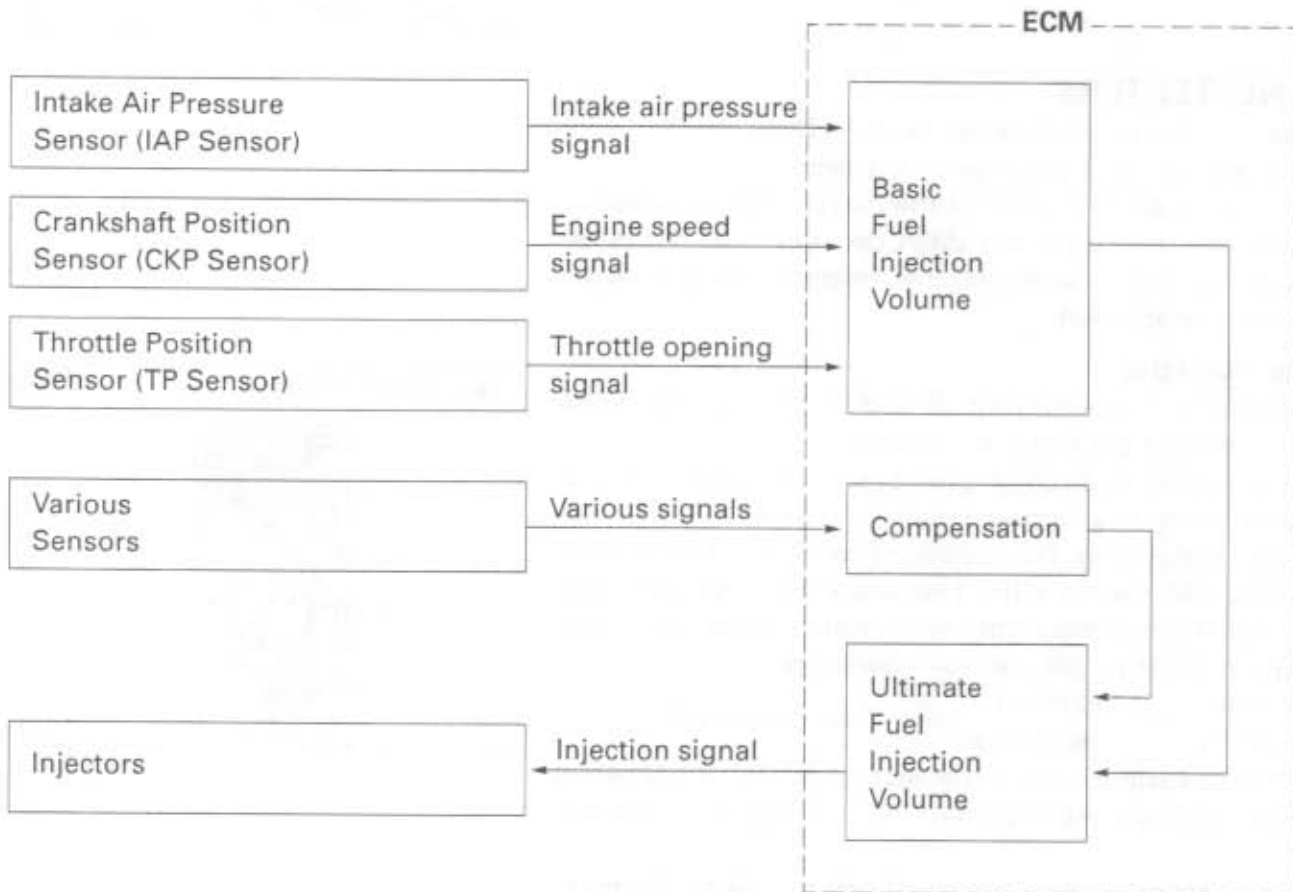 ECM
Intake Air Pressure
Sensor (IAP Sensor)
Intake air pressure
signal
Crankshaft Position
Sensor (CKP Sensor)
Engine speed
signal
Throttle Position
Sensor (TP Sensor)
Throttle opening
signal
Basic
Fuel
Injection
Volume
Various
Sensors
Various signals
Compensation
Ultimate
Fuel
Injection
Volume
Injection signal
Injectors